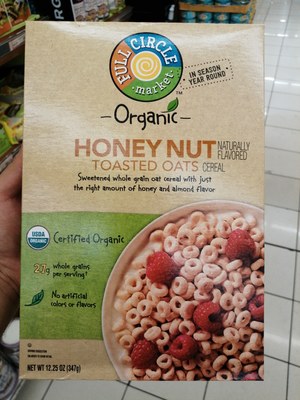 FULL CIRCLE
market
TM
IN SEASON
YEAR ROUND
Organic
HONEY NUT NATURALLY FLAVORED
TOASTED OATS CEREAL
Sweetened whole grain oat cereal with just
the right amount of honey and almond flavor
USDA
ORGANIC
Certified Organic
whole grains
per serving†
No artificial
colors or flavors
NET WT 12.25 OZ (347g)